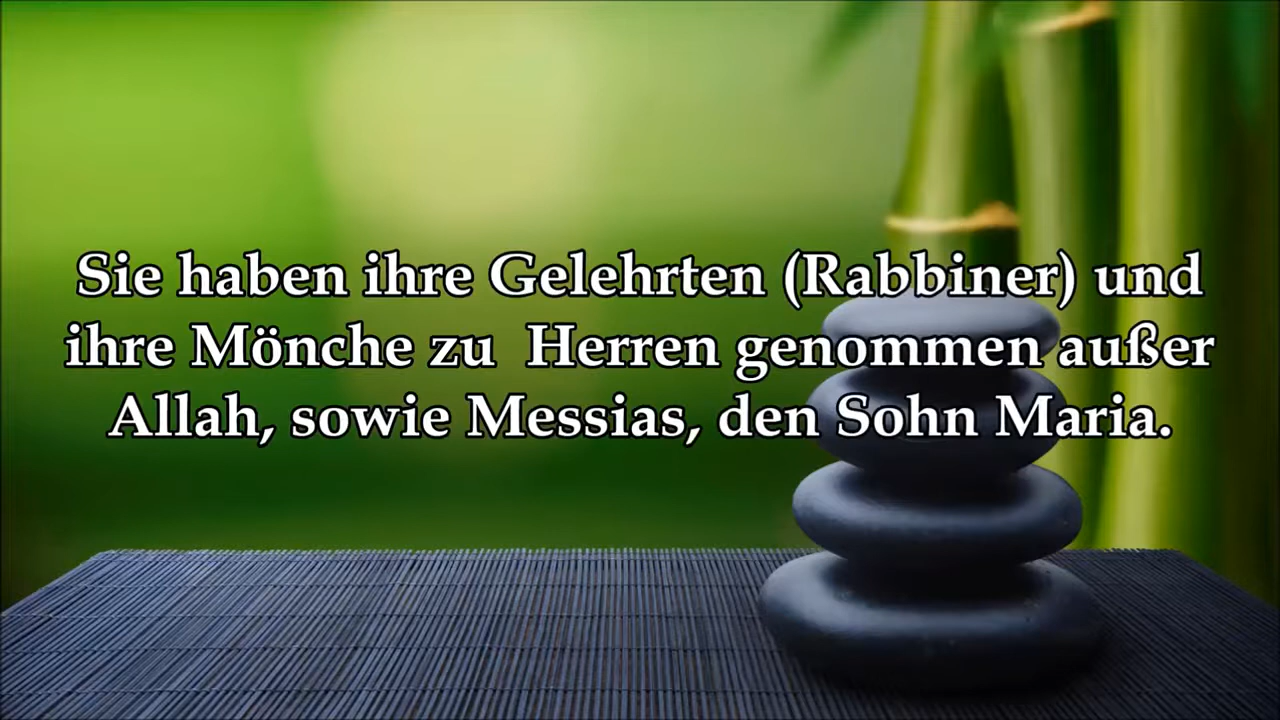 Sie haben ihre Gelehrten (Rabbiner) und
ihre Mönche zu  Herren genommen außer
Allah, sowie Messias, den Sohn Maria.